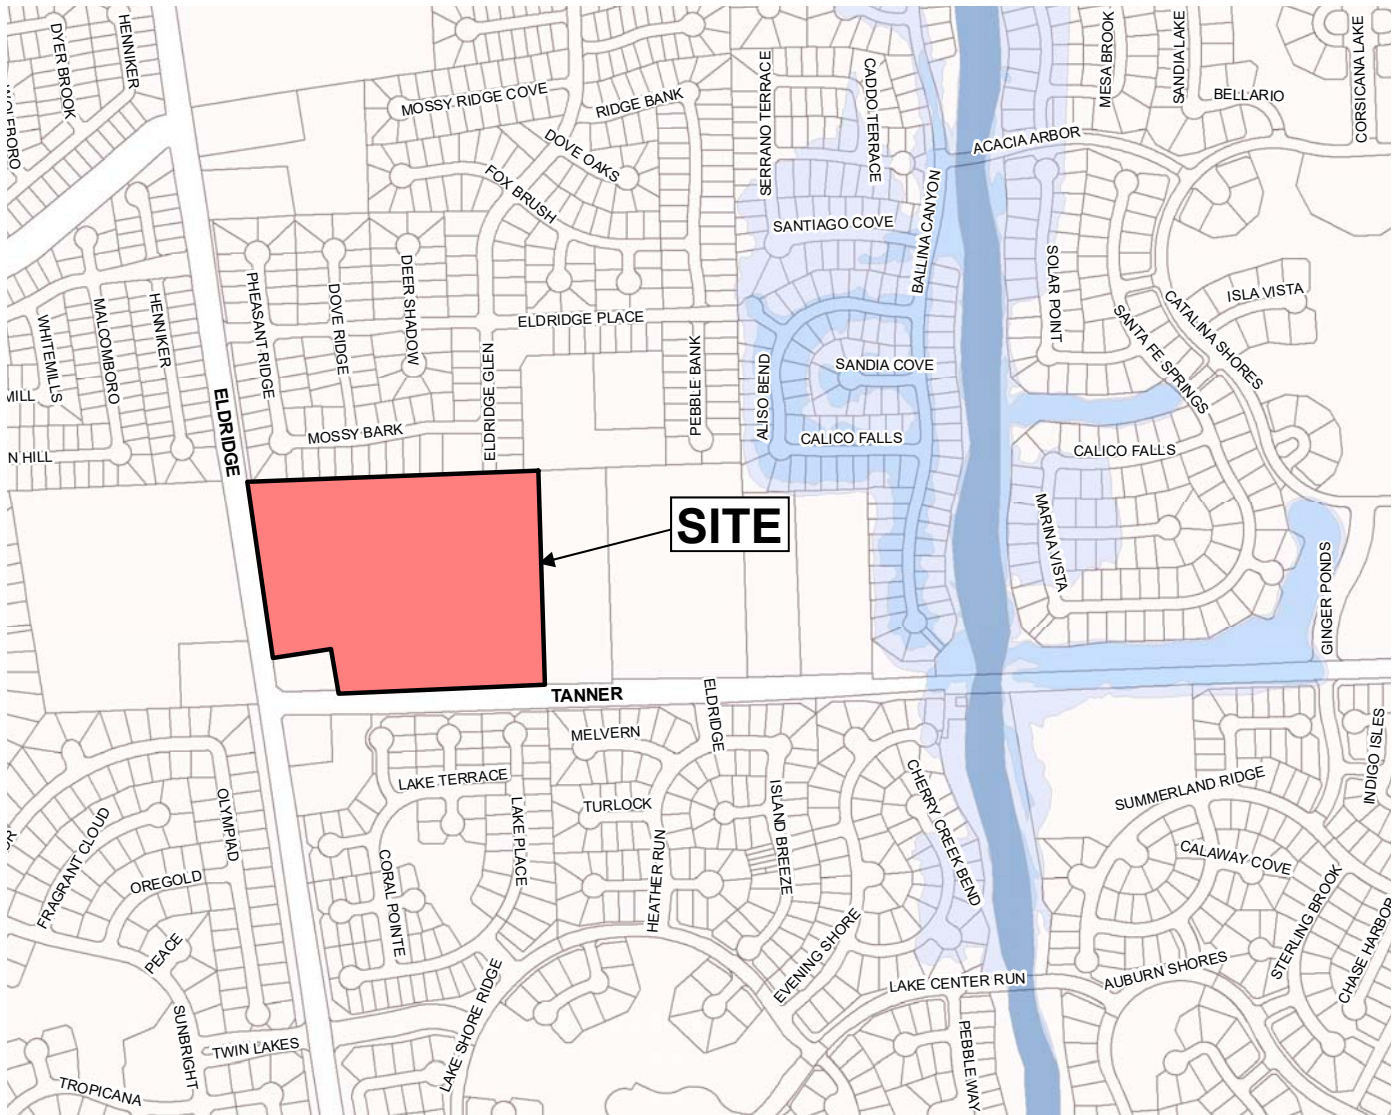 DYER BROOK
HENNIKER
MOSSY RIDGE COVE
RIDGE BANK
SERRANO TERRACE
CADDO TERRACE
MESA BROOK
SANDIA LAKE
BELLARIO
CORSICANA LAKE
ACACIA ARBOR
DOVE OAKS
FOX BRUSH
SANTIAGO COVE
BALLINA CANYON
SOLAR POINT
ISLA VISTA
CATALINA SHORES
SANTA FE SPRINGS
PHEASANT RIDGE
DOVE RIDGE
DEER SHADOW
ELDRIDGE PLACE
WHITEMILLS
MALCOMBORO
HENNIKER
ELDRIDGE GLEN
PEBBLE BANK
ALISO BEND
SANDIA COVE
MILL
ELDRIDGE
MOSSY BARK
CALICO FALLS
CALICO FALLS
N HILL
SITE
MARINA VISTA
GINGER PONDS
TANNER
ELDRIDGE
MELVERN
LAKE TERRACE
TURLOCK
ISLAND BREEZE
CHERRY CREEK BEND
SUMMERLAND RIDGE
INDIGO ISLES
OLYMPIAD
LAKE PLACE
FRAGRANT CLOUD
OREGOLD
CORAL POINTE
HEATHER RUN
CALAWAY COVE
STERLING BROOK
CHASE HARBOR
PEACE
EVENING SHORE
LAKE CENTER RUN
AUBURN SHORES
LAKE SHORE RIDGE
SUNBRIGHT
TWIN LAKES
TROPICANA
PEBBLE WAY